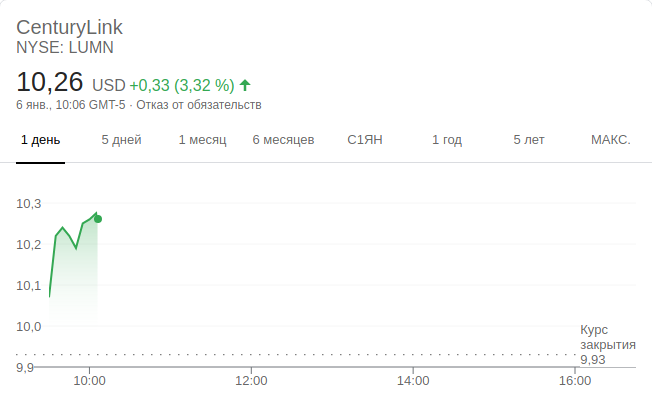 CenturyLink
NYSE: LUMN
10,26 USD +0,33 (3,32 %)
6 янв., 10:06 GMT-5 · Отказ от обязательств
1 день 5 дней 1 месяц 6 месяцев С1ЯН 1 год 5 лет МАКС.
10,3
10,2
10,1
10,0
Курс
закрытия
9,93
9,9
10:00 12:00 14:00 16:00